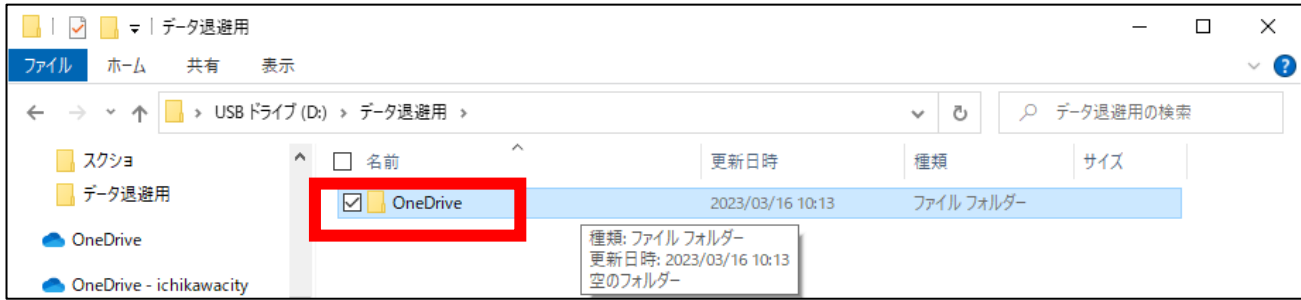 データ退避用
ファイル ホーム 共有 表示
USB ドライブ (D:) › データ退避用 ›
データ退避用の検索
スクショ
データ退避用
OneDrive
OneDrive - ichikawacity
名前 更新日時 種類 サイズ
OneDrive 2023/03/16 10:13 ファイル フォルダー
種類: ファイル フォルダー
更新日時: 2023/03/16 10:13
空のフォルダー